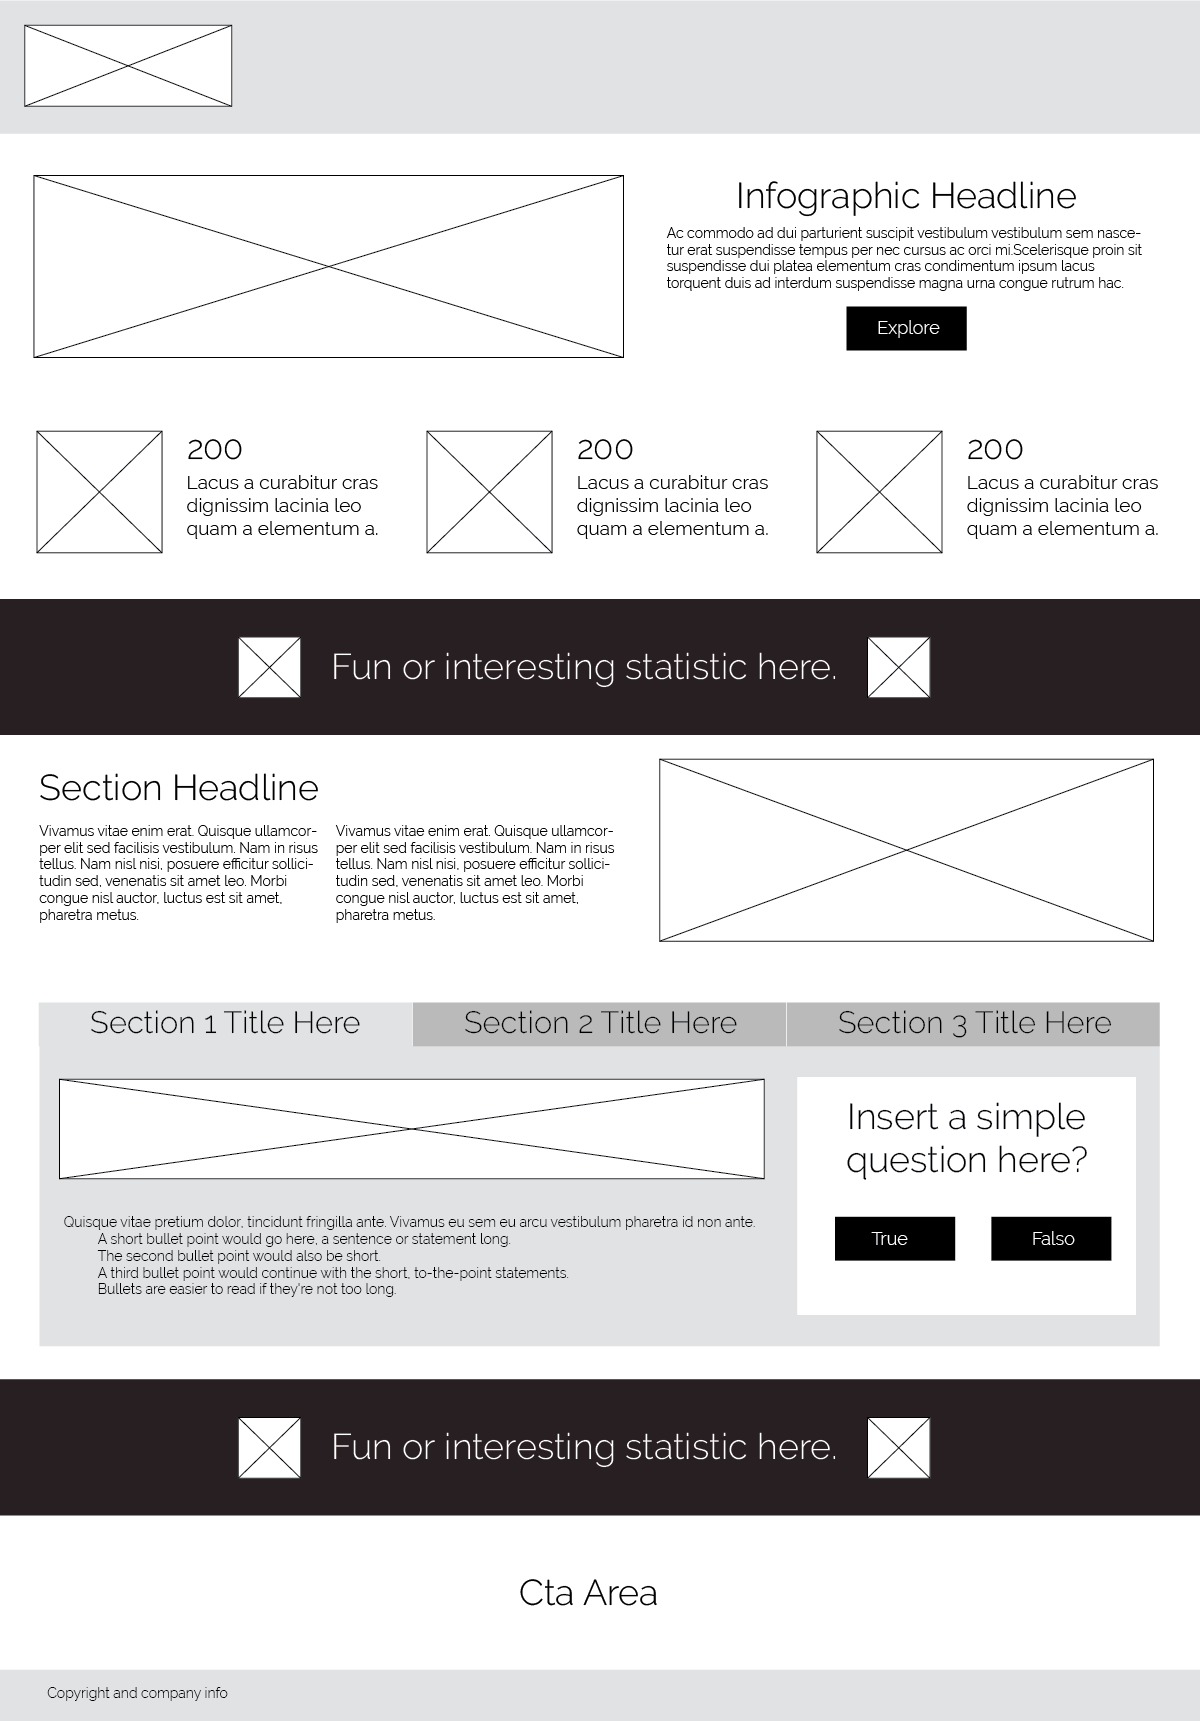 Infographic Headline
Ac commodo ad dui parturient suscipit vestibulum vestibulum sem nasce-
tur erat suspendisse tempus per nec cursus ac orci mi.Scelerisque proin sit
suspendisse dui platea elementum cras condimentum ipsum lacus
torquent duis ad interdum suspendisse magna urna congue rutrum hac.
Explore
200
Lacus a curabitur cras
dignissim lacinia leo
quam a elementum a.
200
Lacus a curabitur cras
dignissim lacinia leo
quam a elementum a.
200
Lacus a curabitur cras
dignissim lacinia leo
quam a elementum a.
Fun or interesting statistic here.
Section Headline
Vivamus vitae enim erat. Quisque ullamcor-
per elit sed facilisis vestibulum. Nam in risus
tellus. Nam nisl nisi, posuere efficitur sollici-
tudin sed, venenatis sit amet leo. Morbi
congue nisl auctor, luctus est sit amet,
pharetra metus.
Vivamus vitae enim erat. Quisque ullamcor-
per elit sed facilisis vestibulum. Nam in risus
tellus. Nam nisl nisi, posuere efficitur sollici-
tudin sed, venenatis sit amet leo. Morbi
congue nisl auctor, luctus est sit amet,
pharetra metus.
Section 1 Title Here
Section 2 Title Here
Section 3 Title Here
Quisque vitae pretium dolor, tincidunt fringilla ante. Vivamus eu sem eu arcu vestibulum pharetra id non ante.
A short bullet point would go here, a sentence or statement long.
The second bullet point would also be short.
A third bullet point would continue with the short, to-the-point statements.
Bullets are easier to read if they're not too long.
Insert a simple
question here?
True
Falso
Fun or interesting statistic here.
Cta Area
Copyright and company info